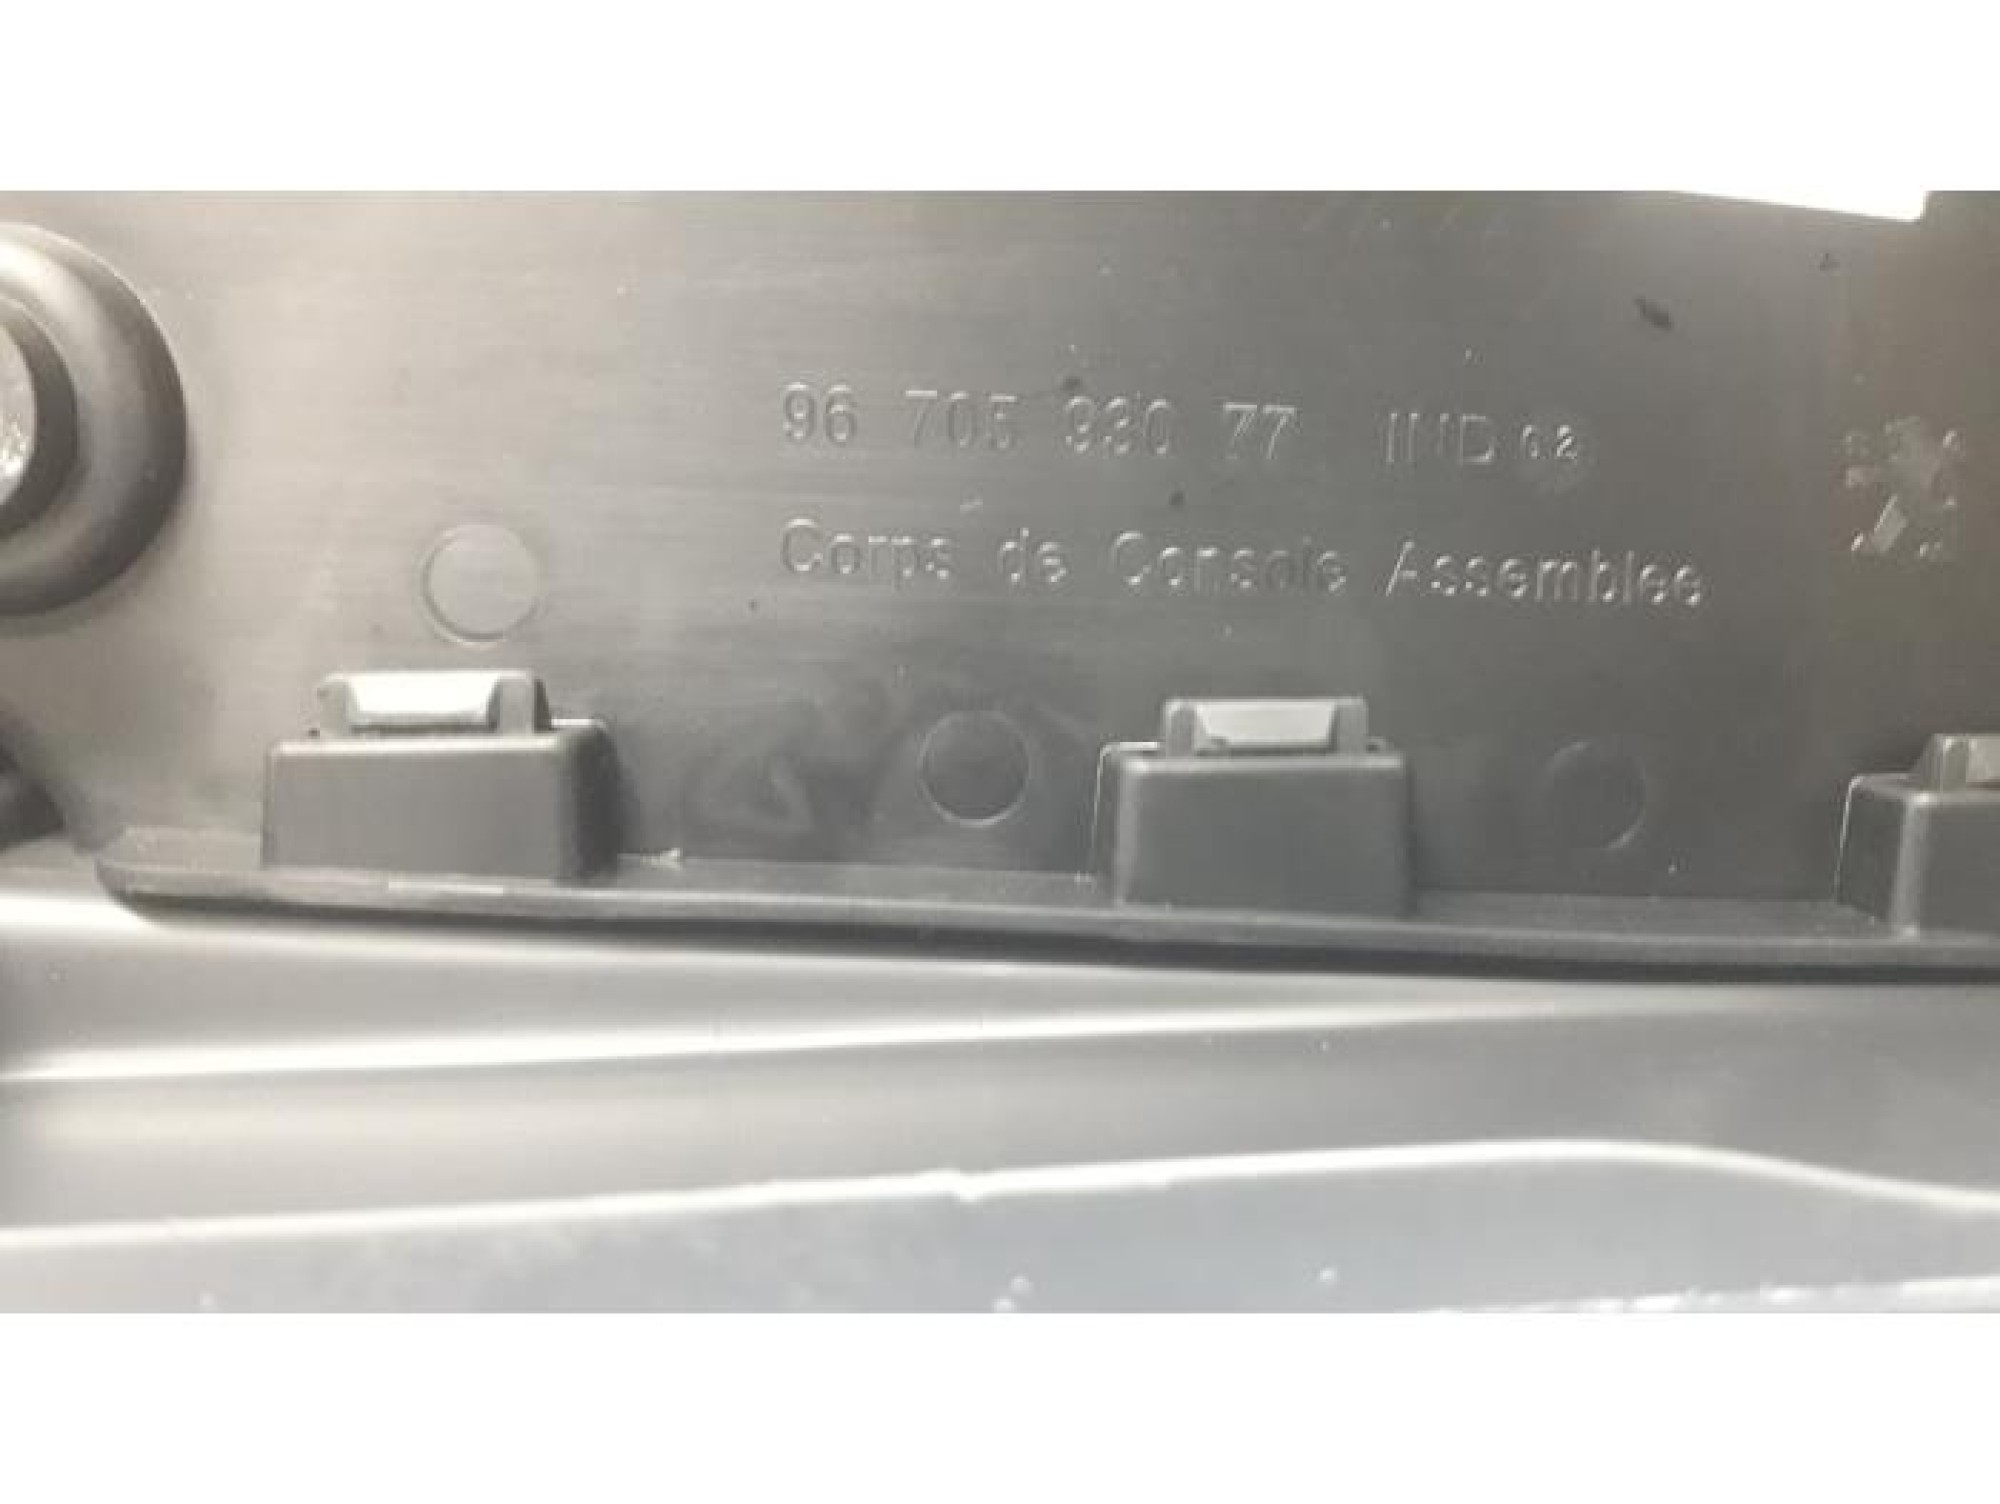 96 705 930 77 IND 02
Corps de Console Assemblee